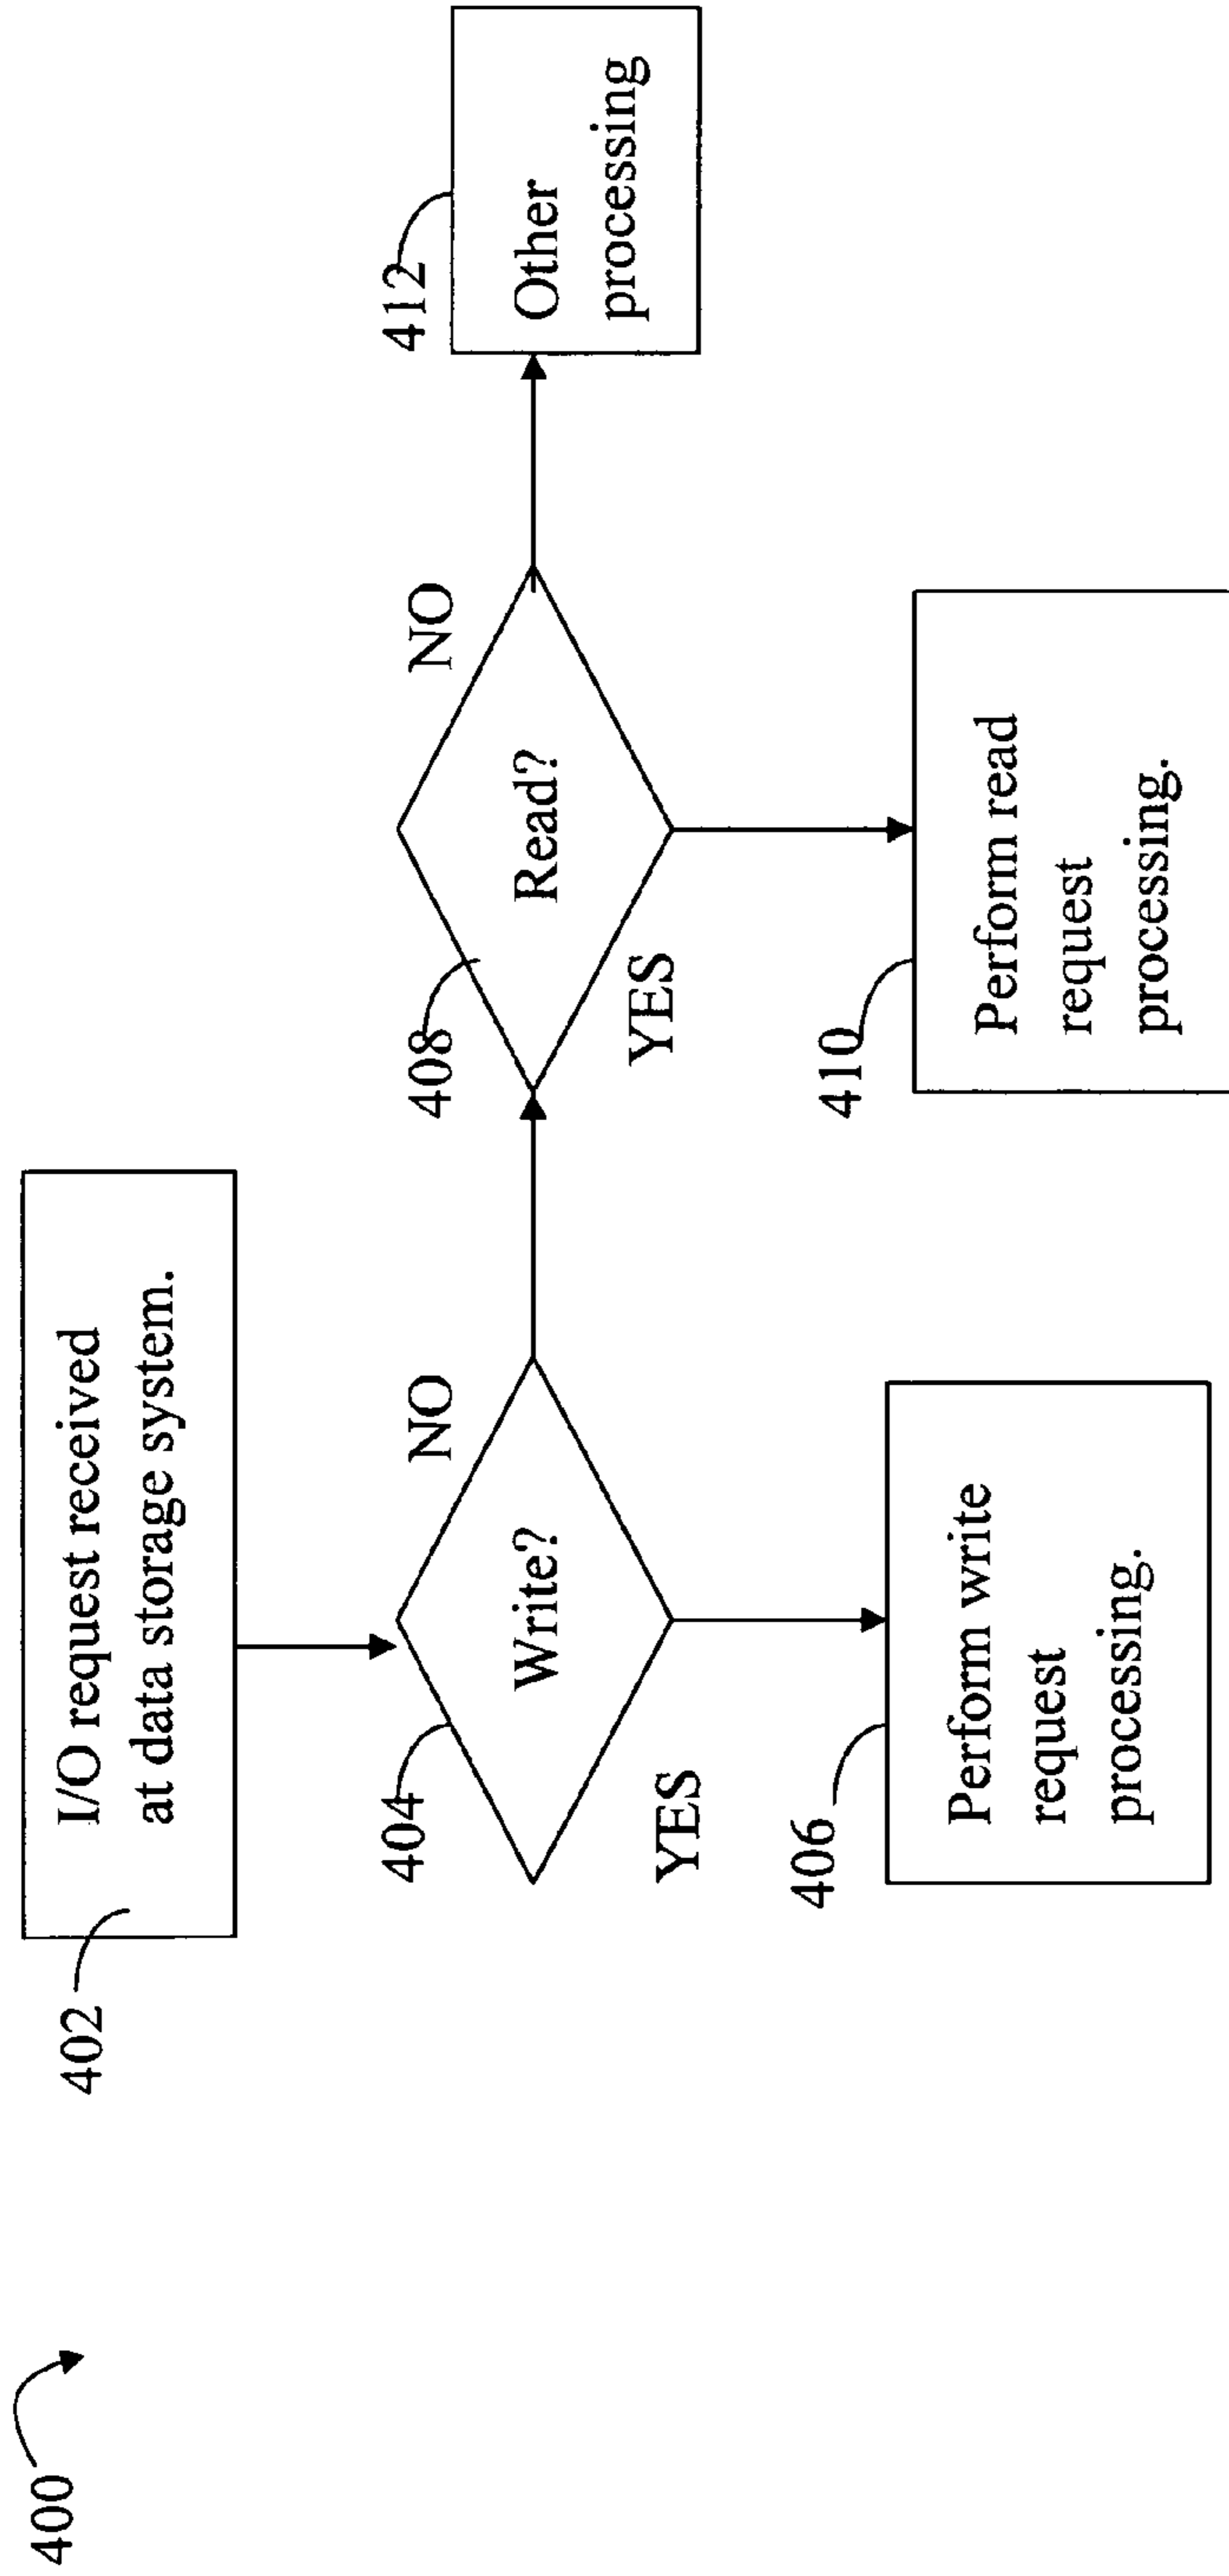 400
402
I/O request received
at data storage system.
404
Write?
NO
YES
406
Perform write
request
processing.
408
Read?
NO
YES
410
Perform read
request
processing.
412
Other
processing